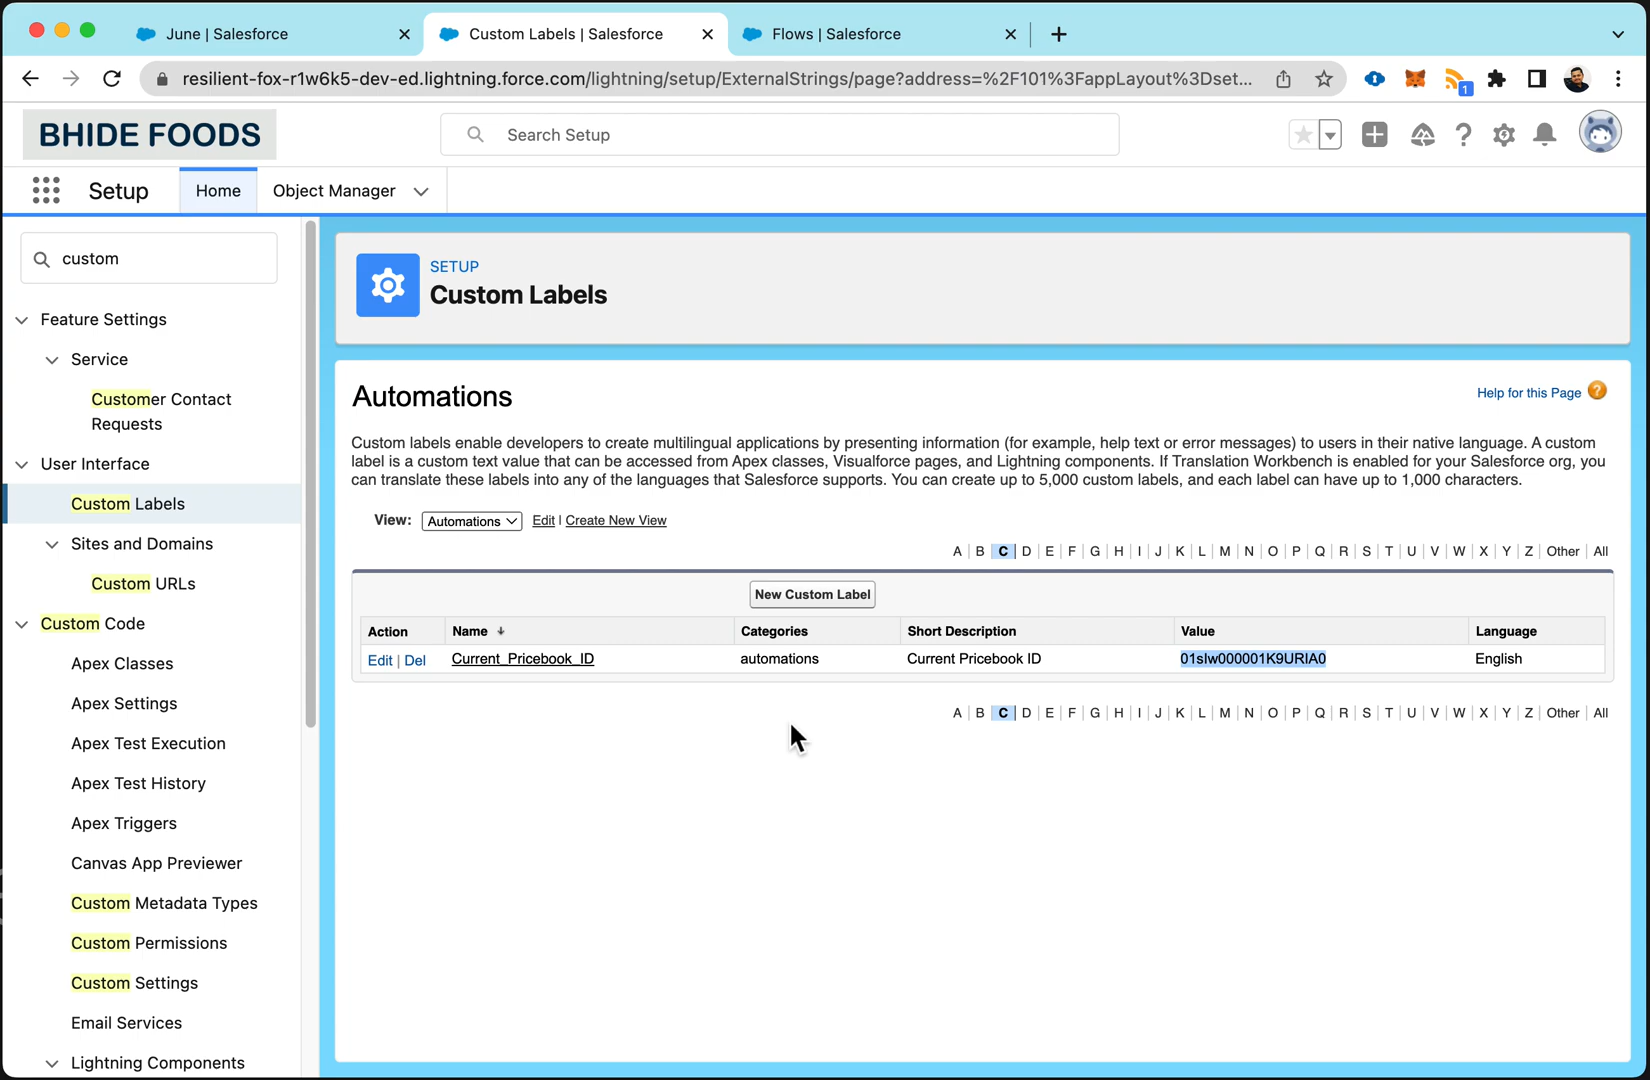 June | Salesforce
Custom Labels | Salesforce
Flows | Salesforce
resilient-fox-r1w6k5-dev-ed.lightning.force.com/lightning/setup/ExternalStrings/page?address=%2F101%3FappLayout%3Dset...
1
BHIDE FOODS
Search Setup
Setup
Home
Object Manager
custom
Feature Settings
Service
Customer Contact
Requests
User Interface
Custom Labels
Sites and Domains
Custom URLs
Custom Code
Apex Classes
Apex Settings
Apex Test Execution
Apex Test History
Apex Triggers
Canvas App Previewer
Custom Metadata Types
Custom Permissions
Custom Settings
Email Services
Lightning Components
SETUP
Custom Labels
Automations
Help for this Page ?
Custom labels enable developers to create multilingual applications by presenting information (for example, help text or error messages) to users in their native language. A custom
label is a custom text value that can be accessed from Apex classes, Visualforce pages, and Lightning components. If Translation Workbench is enabled for your Salesforce org, you
can translate these labels into any of the languages that Salesforce supports. You can create up to 5,000 custom labels, and each label can have up to 1,000 characters.
View: Automations Edit | Create New View
A | B | C | D | E | F | G | H | I | J | K | L | M | N | O | P | Q | R | S | T | U | V | W | X | Y | Z | Other | All
New Custom Label
Action Name Categories Short Description Value Language
Edit | Del Current_Pricebook_ID automations Current Pricebook ID 01sIw000001K9URIA0 English
A | B | C | D | E | F | G | H | I | J | K | L | M | N | O | P | Q | R | S | T | U | V | W | X | Y | Z | Other | All